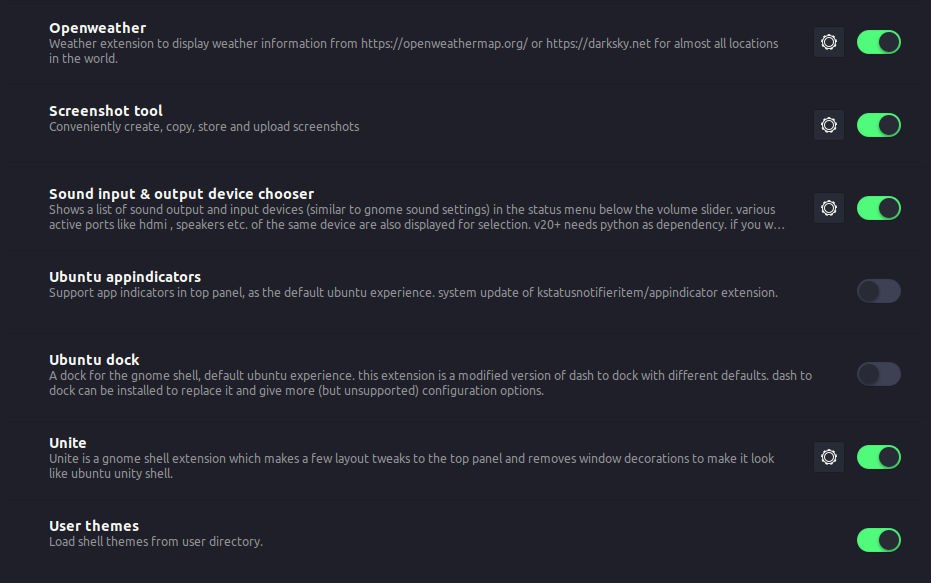 Openweather
Weather extension to display weather information from https://openweathermap.org/ or https://darksky.net for almost all locations
in the world.
Screenshot tool
Conveniently create, copy, store and upload screenshots
Sound input & output device chooser
Shows a list of sound output and input devices (similar to gnome sound settings) in the status menu below the volume slider. various
active ports like hdmi , speakers etc. of the same device are also displayed for selection. v20+ needs python as dependency. if you w…
Ubuntu appindicators
Support app indicators in top panel, as the default ubuntu experience. system update of kstatusnotifieritem/appindicator extension.
Ubuntu dock
A dock for the gnome shell, default ubuntu experience. this extension is a modified version of dash to dock with different defaults. dash to
dock can be installed to replace it and give more (but unsupported) configuration options.
Unite
Unite is a gnome shell extension which makes a few layout tweaks to the top panel and removes window decorations to make it look
like ubuntu unity shell.
User themes
Load shell themes from user directory.